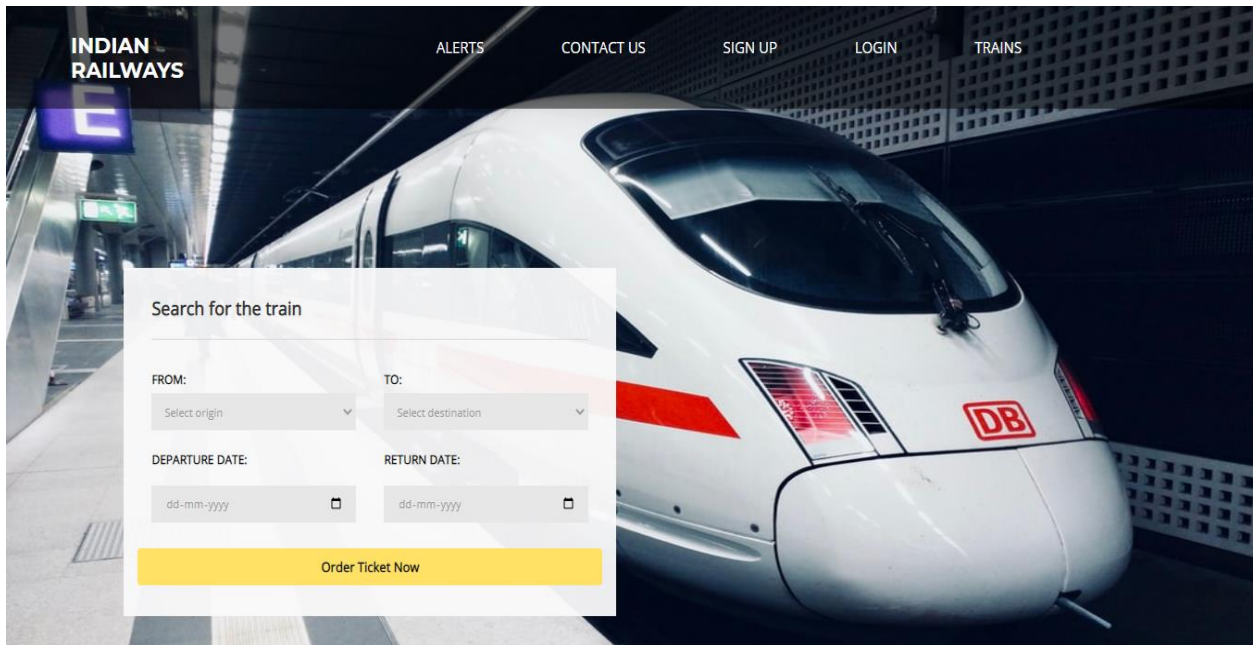 INDIAN
RAILWAYS
ALERTS
CONTACT US
SIGN UP
LOGIN
TRAINS
E
Search for the train
FROM:
TO:
Select origin
Select destination
DEPARTURE DATE:
RETURN DATE:
dd-mm-yyyy
dd-mm-yyyy
Order Ticket Now
DB